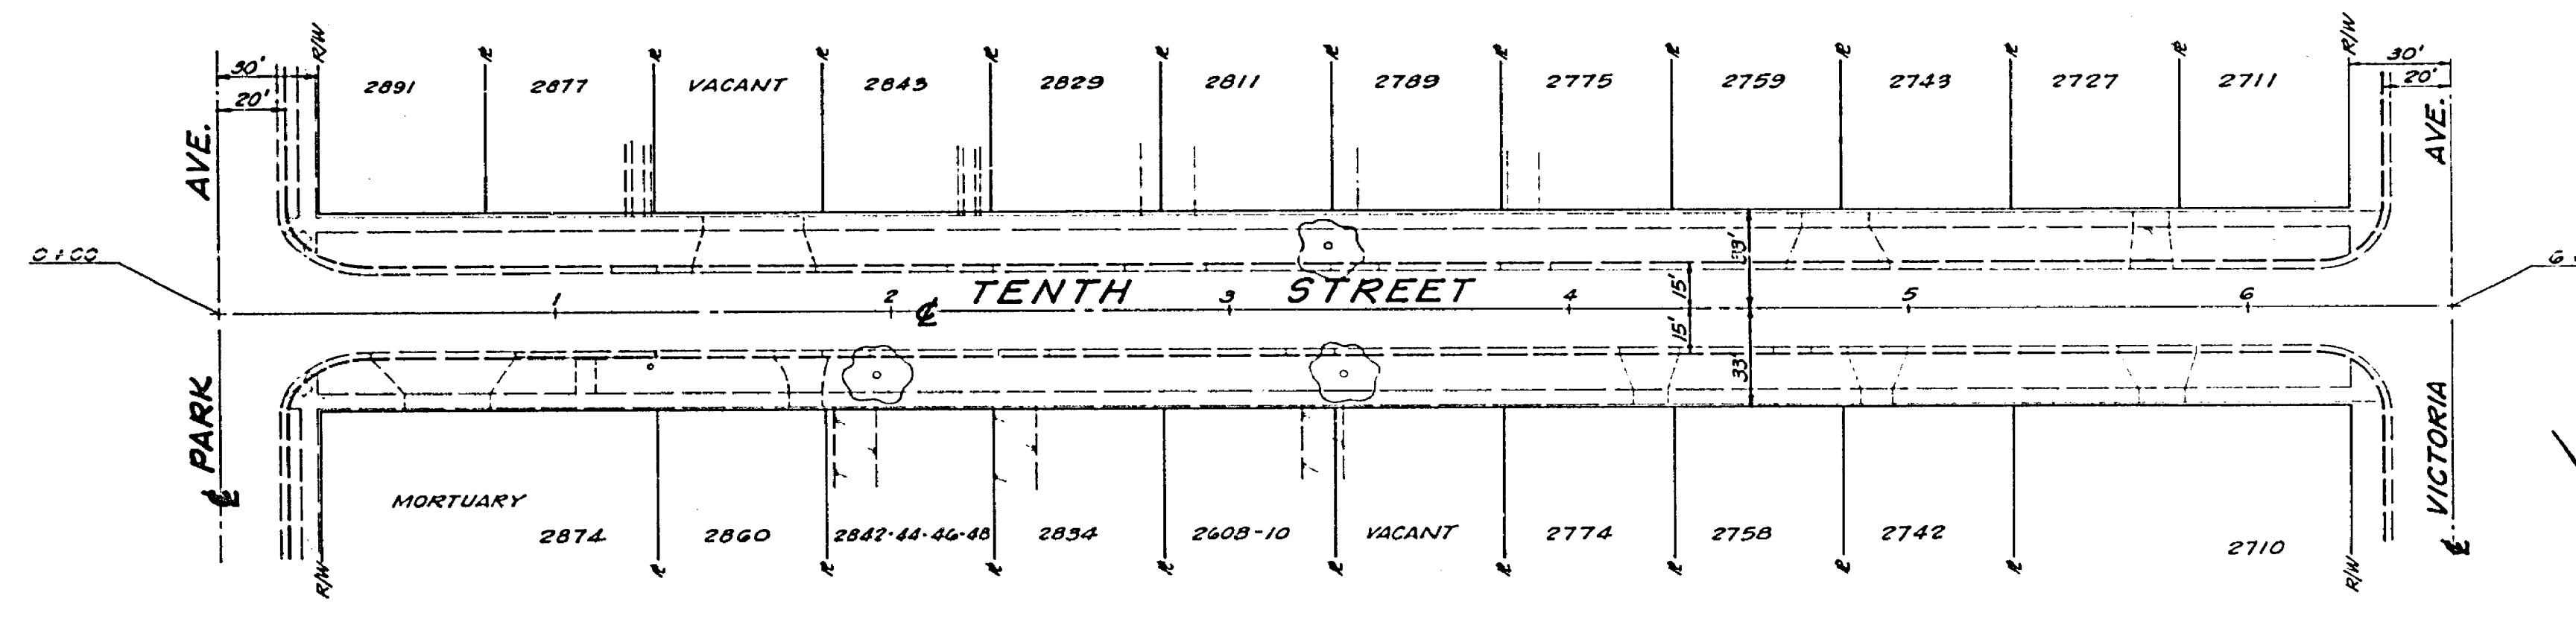 R/W R/W
30' 2891 2877 VACANT 2843 2829 2811 2789 2775 2759 2743 2727 2711 30'
20' 20'
PARK AVE.
VICTORIA AVE.
0+00
33'
15'
TENTH STREET
1 2 3 4 5 6
15'
33'
MORTUARY
2874 2860 2842·44·46·48 2834 2608-10 VACANT 2774 2758 2742 2710
R/W R/W